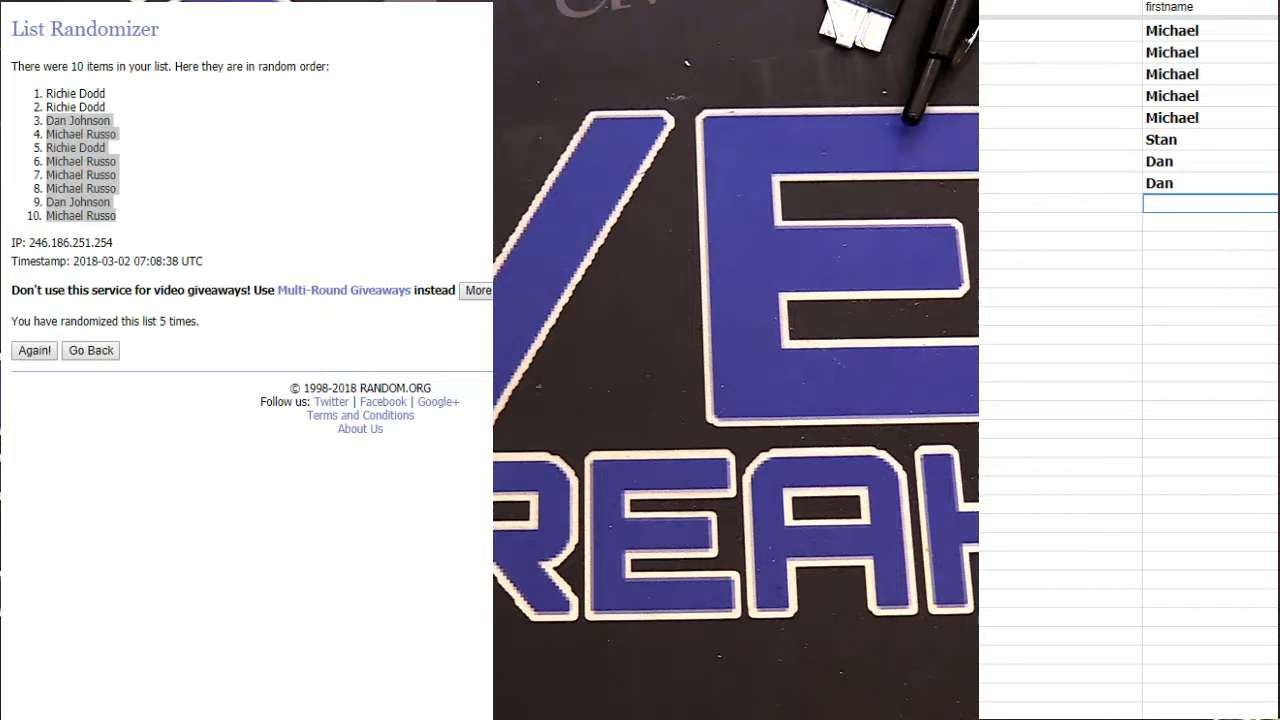 List Randomizer
There were 10 items in your list. Here they are in random order:
1. Richie Dodd
2. Richie Dodd
3. Dan Johnson
4. Michael Russo
5. Richie Dodd
6. Michael Russo
7. Michael Russo
8. Michael Russo
9. Dan Johnson
10. Michael Russo
IP: 246.186.251.254
Timestamp: 2018-03-02 07:08:38 UTC
Don't use this service for video giveaways! Use Multi-Round Giveaways instead More
You have randomized this list 5 times.
Again! Go Back
© 1998-2018 RANDOM.ORG
Follow us: Twitter | Facebook | Google+
Terms and Conditions
About Us
VE
REAK
firstname
Michael
Michael
Michael
Michael
Michael
Stan
Dan
Dan